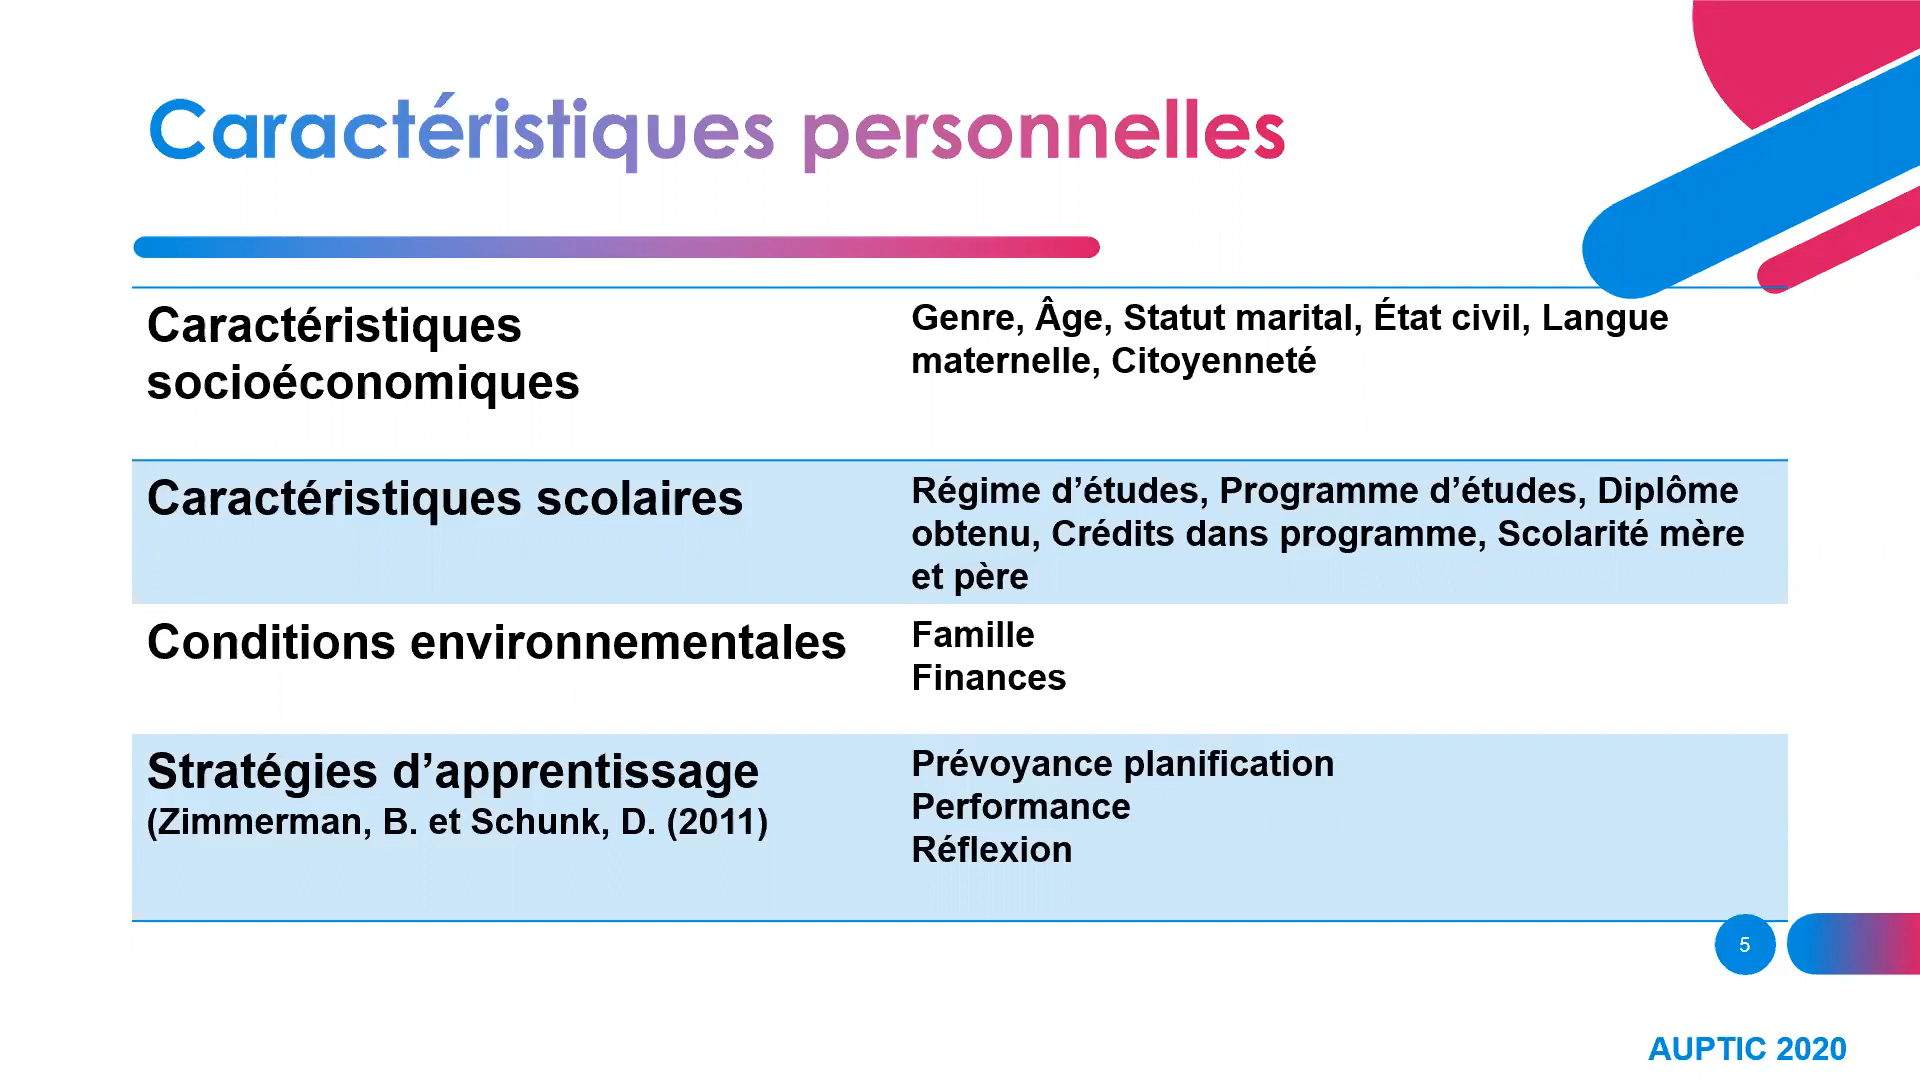 Caractéristiques personnelles
Caractéristiques
socioéconomiques
Genre, Âge, Statut marital, État civil, Langue
maternelle, Citoyenneté
Caractéristiques scolaires
Régime d’études, Programme d’études, Diplôme
obtenu, Crédits dans programme, Scolarité mère
et père
Conditions environnementales
Famille
Finances
Stratégies d’apprentissage
(Zimmerman, B. et Schunk, D. (2011)
Prévoyance planification
Performance
Réflexion
5
AUPTIC 2020